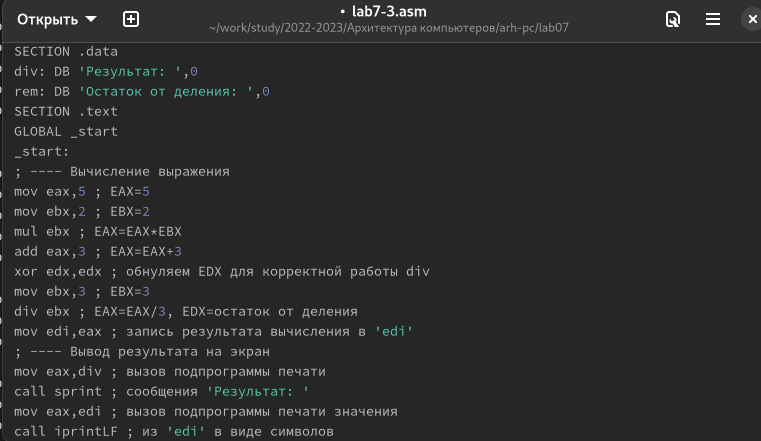 Открыть
• lab7-3.asm
~/work/study/2022-2023/Архитектура компьютеров/arh-pc/lab07
SECTION .data
div: DB 'Результат: ',0
rem: DB 'Остаток от деления: ',0
SECTION .text
GLOBAL _start
_start:
; ---- Вычисление выражения
mov eax,5 ; EAX=5
mov ebx,2 ; EBX=2
mul ebx ; EAX=EAX*EBX
add eax,3 ; EAX=EAX+3
xor edx,edx ; обнуляем EDX для корректной работы div
mov ebx,3 ; EBX=3
div ebx ; EAX=EAX/3, EDX=остаток от деления
mov edi,eax ; запись результата вычисления в 'edi'
; ---- Вывод результата на экран
mov eax,div ; вызов подпрограммы печати
call sprint ; сообщения 'Результат: '
mov eax,edi ; вызов подпрограммы печати значения
call iprintLF ; из 'edi' в виде символов